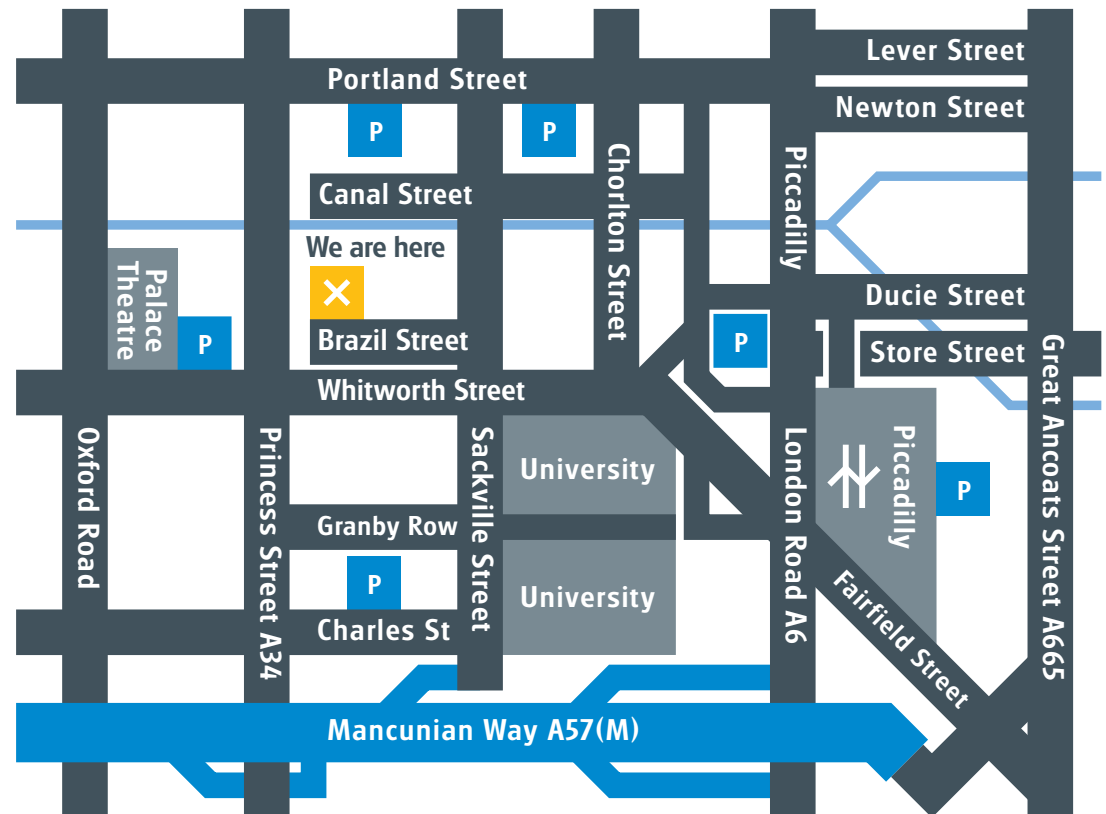 Lever Street
Portland Street
Newton Street
P
P
Chorlton Street
Piccadilly
Canal Street
We are here
Palace
Theatre
P
Brazil Street
P
Ducie Street
Store Street
Great Ancoats Street A665
Whitworth Street
Oxford Road
Princess Street A34
Sackville Street
University
London Road A6
Piccadilly
P
Granby Row
P
University
Fairfield Street
Charles St
Mancunian Way A57(M)